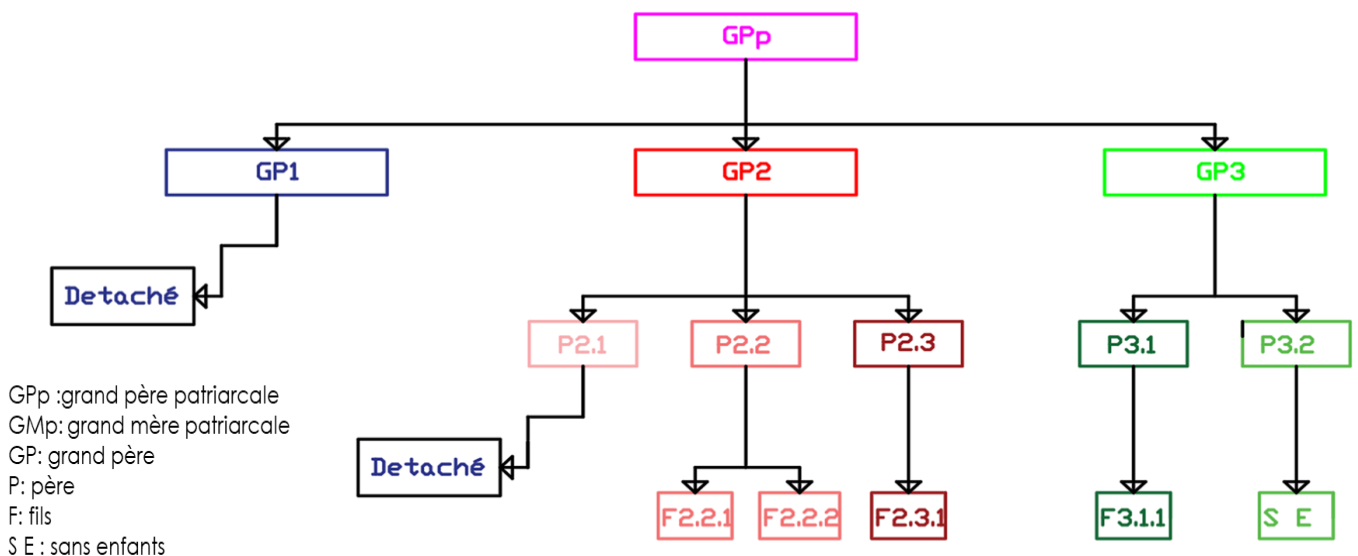 GPp
GP1
GP2
GP3
Detaché
P2.1
P2.2
P2.3
P3.1
P3.2
Detaché
F2.2.1
F2.2.2
F2.3.1
F3.1.1
S E
GPp :grand père patriarcale
GMp: grand mère patriarcale
GP: grand père
P: père
F: fils
S E : sans enfants